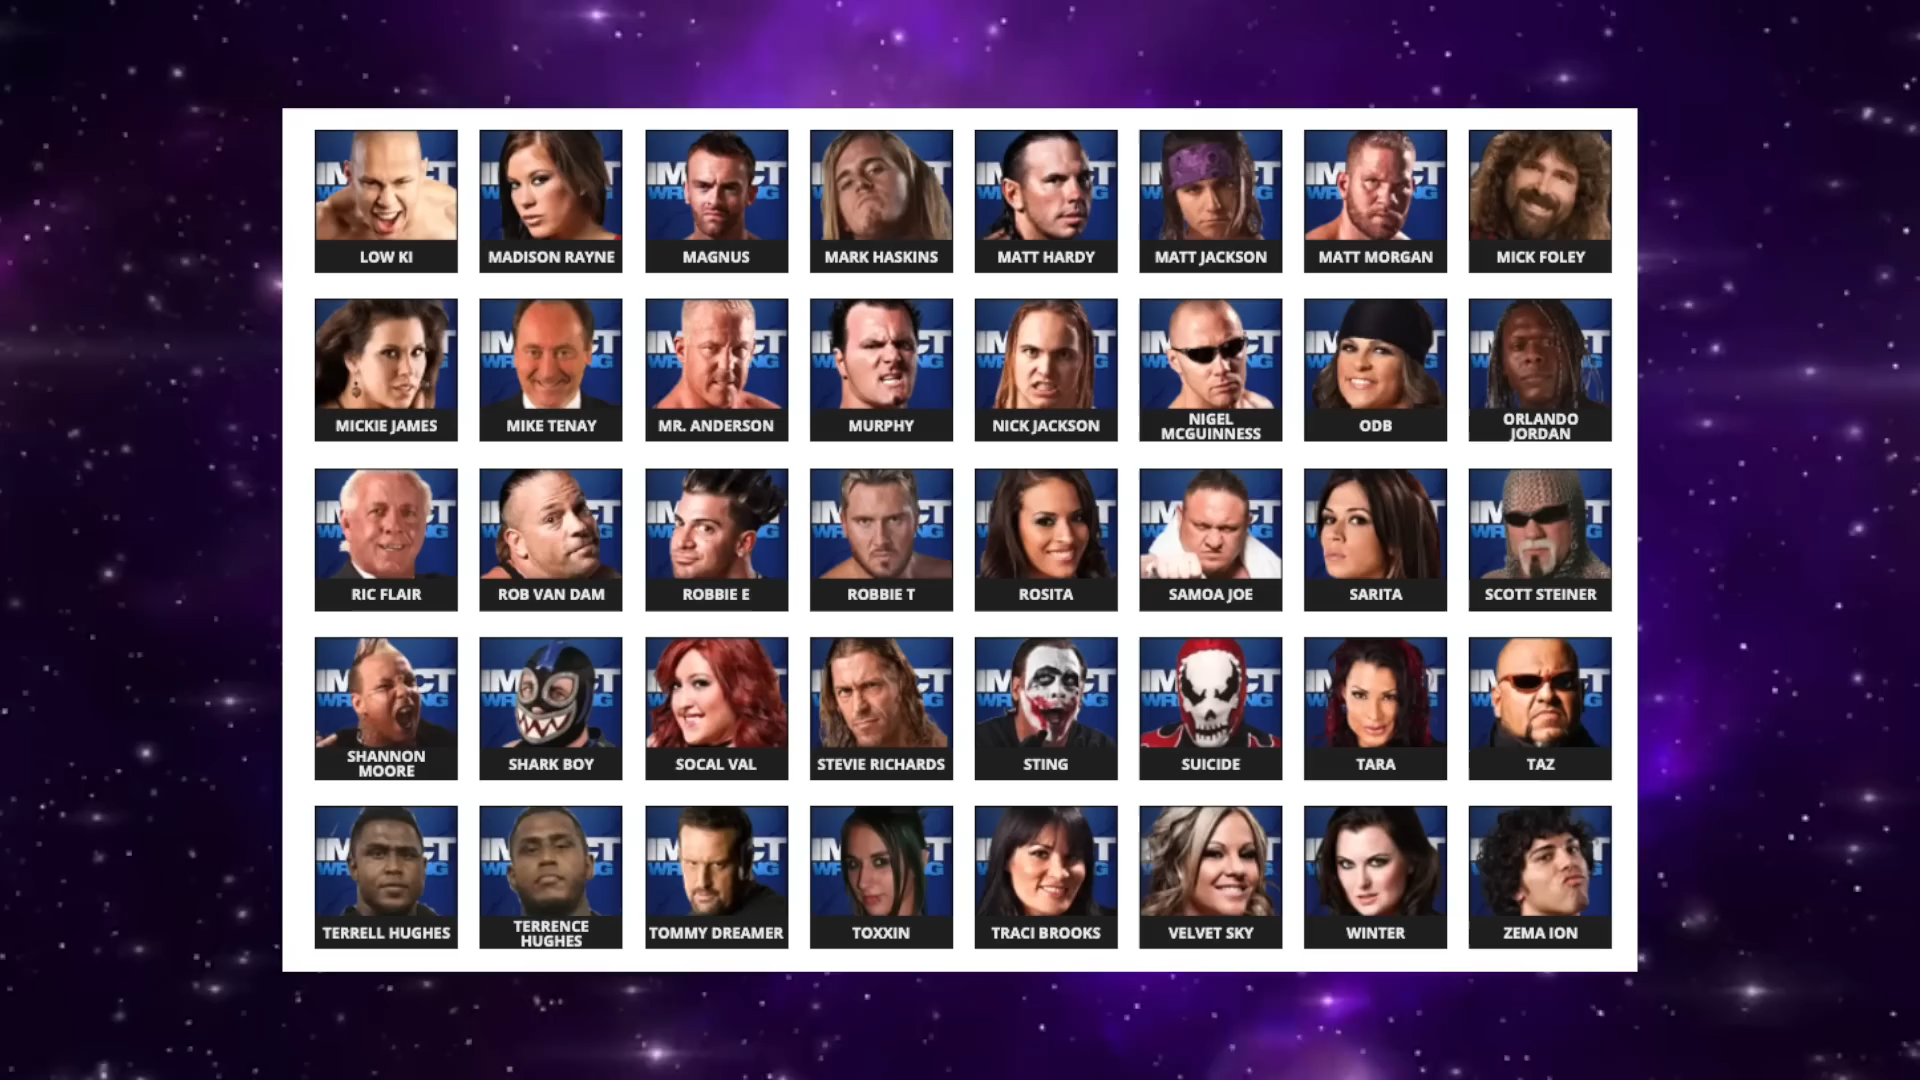 LOW KI
MADISON RAYNE
MAGNUS
MARK HASKINS
MATT HARDY
MATT JACKSON
MATT MORGAN
MICK FOLEY
MICKIE JAMES
MIKE TENAY
MR. ANDERSON
MURPHY
NICK JACKSON
NIGEL
MCGUINNESS
ODB
ORLANDO
JORDAN
RIC FLAIR
ROB VAN DAM
ROBBIE E
ROBBIE T
ROSITA
SAMOA JOE
SARITA
SCOTT STEINER
SHANNON
MOORE
SHARK BOY
SOCAL VAL
STEVIE RICHARDS
STING
SUICIDE
TARA
TAZ
TERRELL HUGHES
TERRENCE
HUGHES
TOMMY DREAMER
TOXXIN
TRACI BROOKS
VELVET SKY
WINTER
ZEMA ION